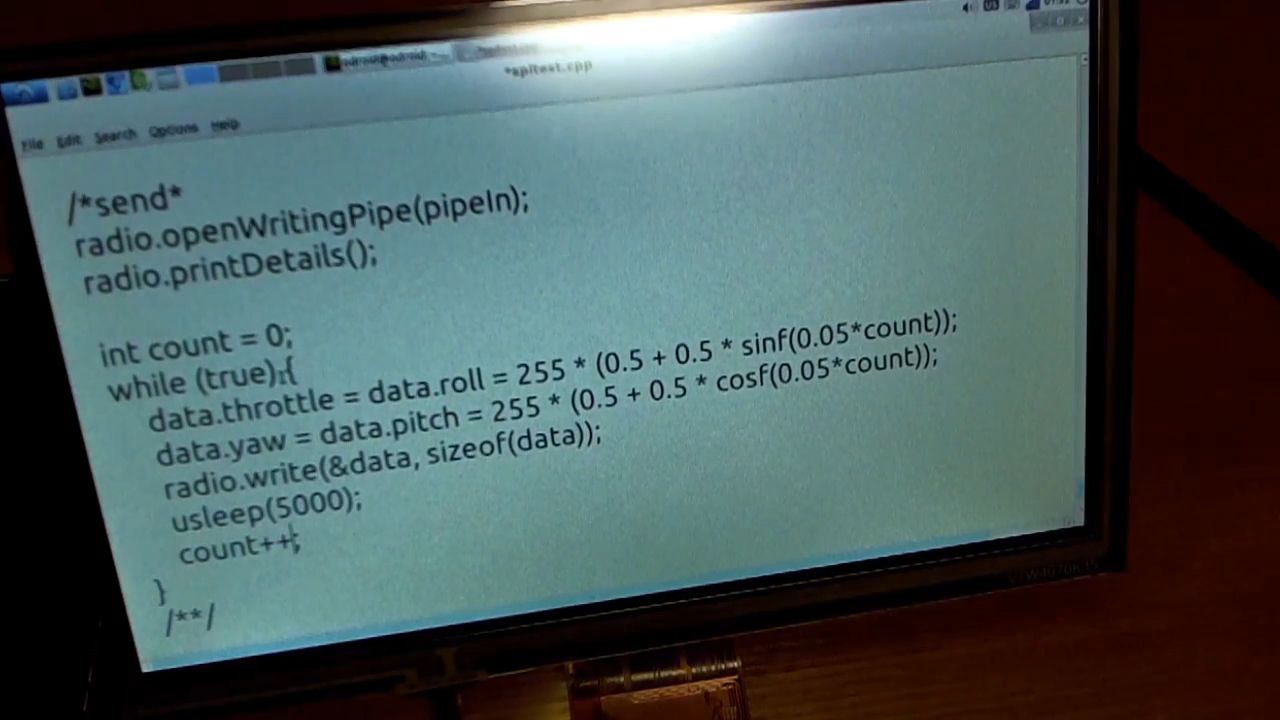 *apitest.cpp
File Edit Search Options Help
/*send*
radio.openWritingPipe(pipeIn);
radio.printDetails();
int count = 0;
while (true) {
data.throttle = data.roll = 255 * (0.5 + 0.5 * sinf(0.05*count));
data.yaw = data.pitch = 255 * (0.5 + 0.5 * cosf(0.05*count));
radio.write(&data, sizeof(data));
usleep(5000);
count++;
}
/**/